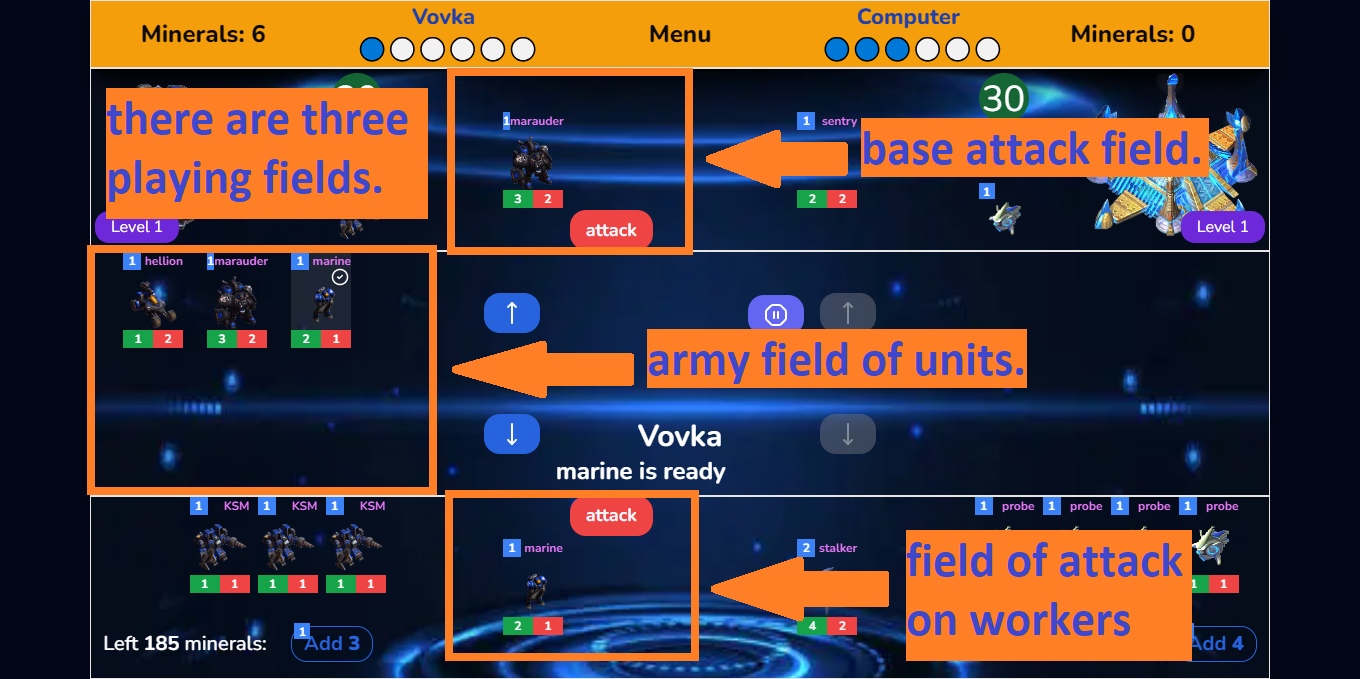 Minerals: 6
Vovka
Menu
Computer
Minerals: 0
there are three
playing fields.
Level 1
1 marauder
3 2
attack
1 sentry
2 2
30
base attack field.
1
Level 1
1 hellion
1 2
1 marauder
3 2
1 marine
2 1
army field of units.
Vovka
marine is ready
1 KSM
1 KSM
1 KSM
1 1
1 1
1 1
Left 185 minerals:
1
Add 3
attack
1 marine
2 1
2 stalker
4 2
1 probe
1 probe
1 probe
1 probe
1 1
field of attack
on workers
Add 4